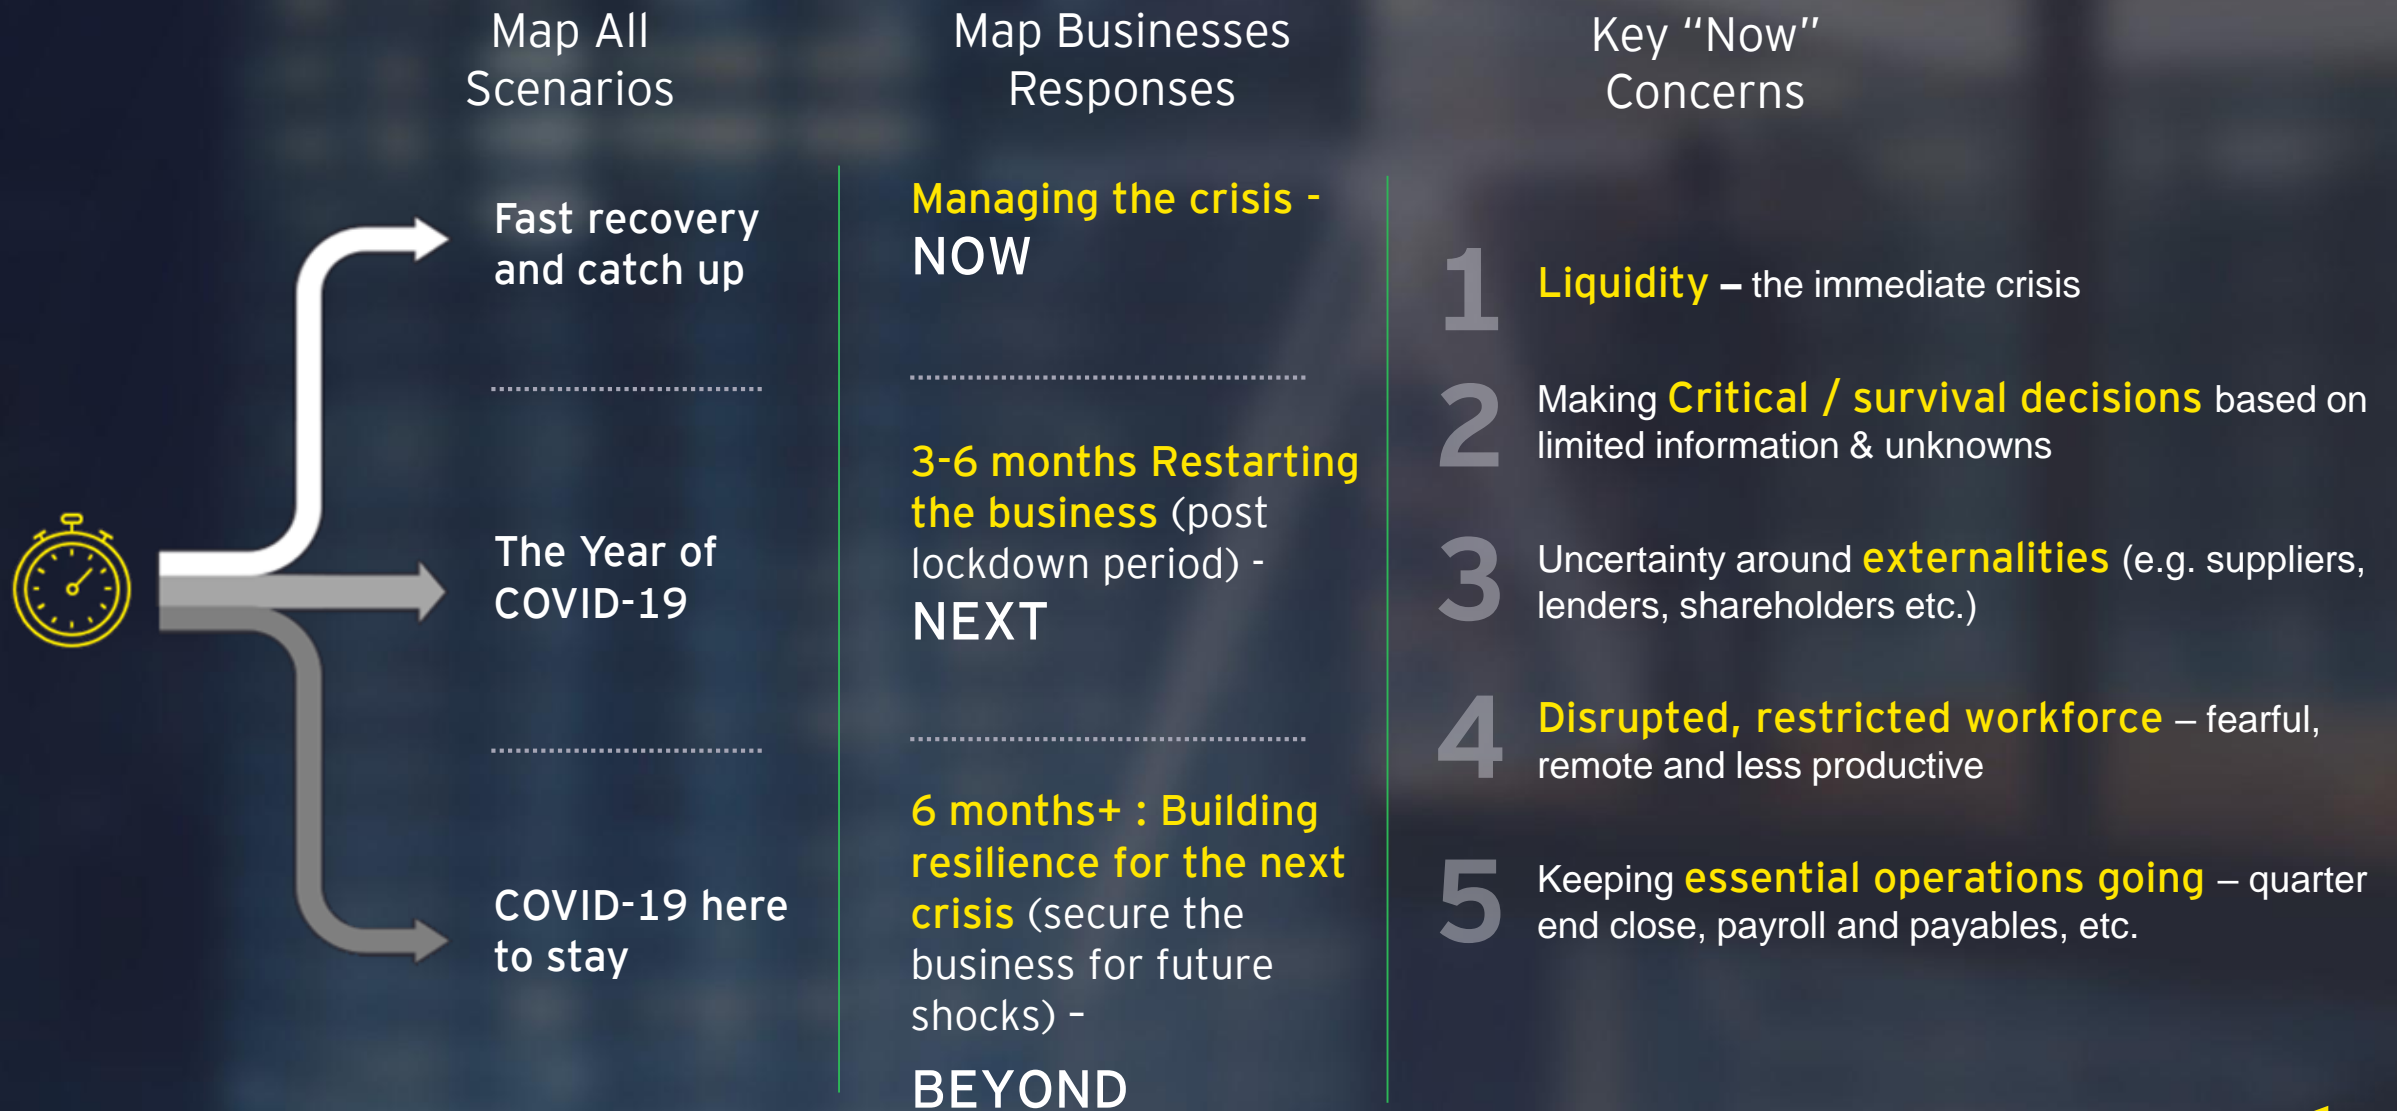 Map All
Scenarios
Fast recovery
and catch up
The Year of
COVID-19
COVID-19 here
to stay
Map Businesses
Responses
Managing the crisis -
NOW
3-6 months Restarting
the business (post
lockdown period) -
NEXT
6 months+ : Building
resilience for the next
crisis (secure the
business for future
shocks) –
BEYOND
Key “Now”
Concerns
1 Liquidity – the immediate crisis
2 Making Critical / survival decisions based on
limited information & unknowns
3 Uncertainty around externalities (e.g. suppliers,
lenders, shareholders etc.)
4 Disrupted, restricted workforce – fearful,
remote and less productive
5 Keeping essential operations going – quarter
end close, payroll and payables, etc.